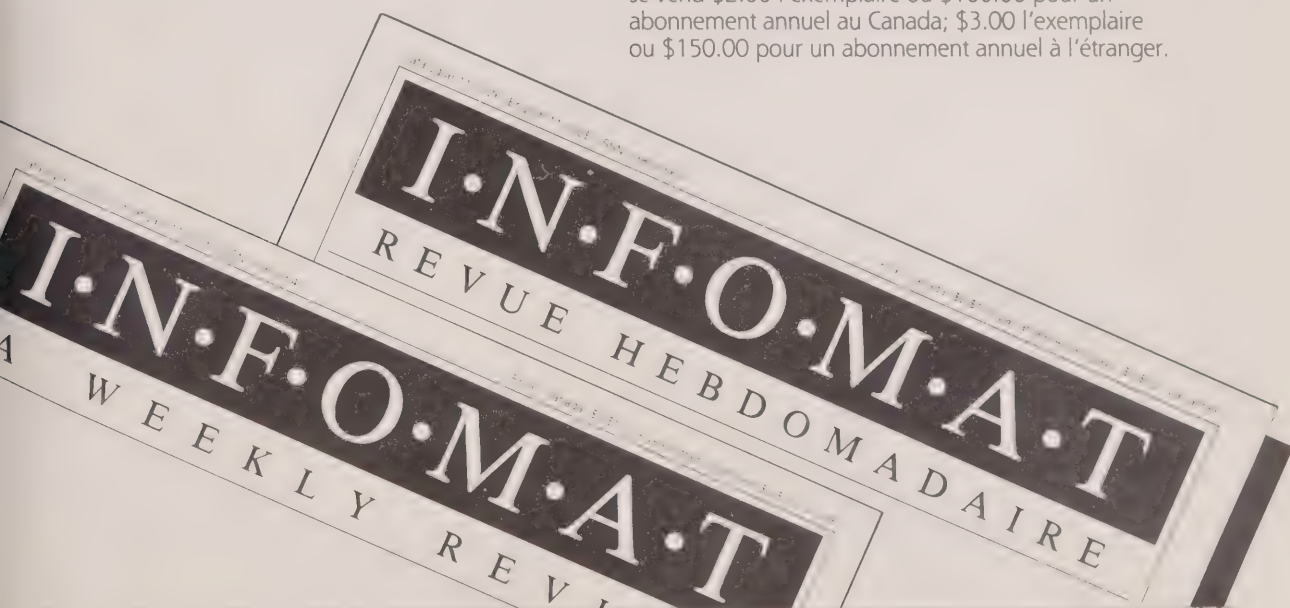 abonnement annuel au Canada; $3.00 l'exemplaire
ou $150.00 pour un abonnement annuel à l'étranger.
I•N•F•O•M•A•T
REVUE HEBDOMADAIRE
I•N•F•O•M•A•T
A WEEKLY REV